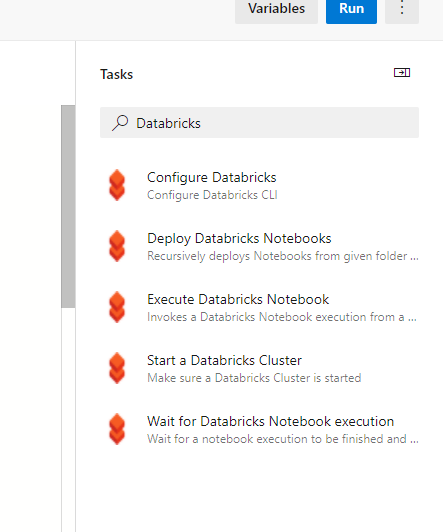 Variables
Run
Tasks
Databricks
Configure Databricks
Configure Databricks CLI
Deploy Databricks Notebooks
Recursively deploys Notebooks from given folder ...
Execute Databricks Notebook
Invokes a Databricks Notebook execution from a ...
Start a Databricks Cluster
Make sure a Databricks Cluster is started
Wait for Databricks Notebook execution
Wait for a notebook execution to be finished and ...